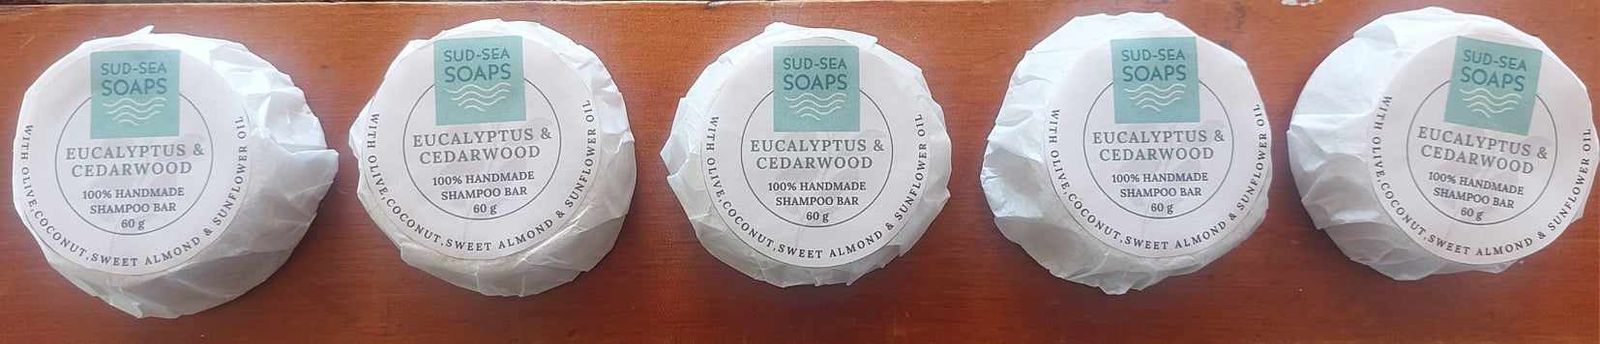 SUD-SEA
SOAPS
EUCALYPTUS &
CEDARWOOD
100% HANDMADE
SHAMPOO BAR
60 g
WITH OLIVE,COCONUT,SWEET ALMOND & SUNFLOWER OIL
SUD-SEA
SOAPS
EUCALYPTUS &
CEDARWOOD
100% HANDMADE
SHAMPOO BAR
60 g
WITH OLIVE,COCONUT,SWEET ALMOND & SUNFLOWER OIL
SUD-SEA
SOAPS
EUCALYPTUS &
CEDARWOOD
100% HANDMADE
SHAMPOO BAR
60 g
WITH OLIVE,COCONUT,SWEET ALMOND & SUNFLOWER OIL
SUD-SEA
SOAPS
EUCALYPTUS &
CEDARWOOD
100% HANDMADE
SHAMPOO BAR
60 g
WITH OLIVE,COCONUT,SWEET ALMOND & SUNFLOWER OIL
SUD-SEA
SOAPS
EUCALYPTUS &
CEDARWOOD
100% HANDMADE
SHAMPOO BAR
60 g
WITH OLIVE,COCONUT,SWEET ALMOND & SUNFLOWER OIL